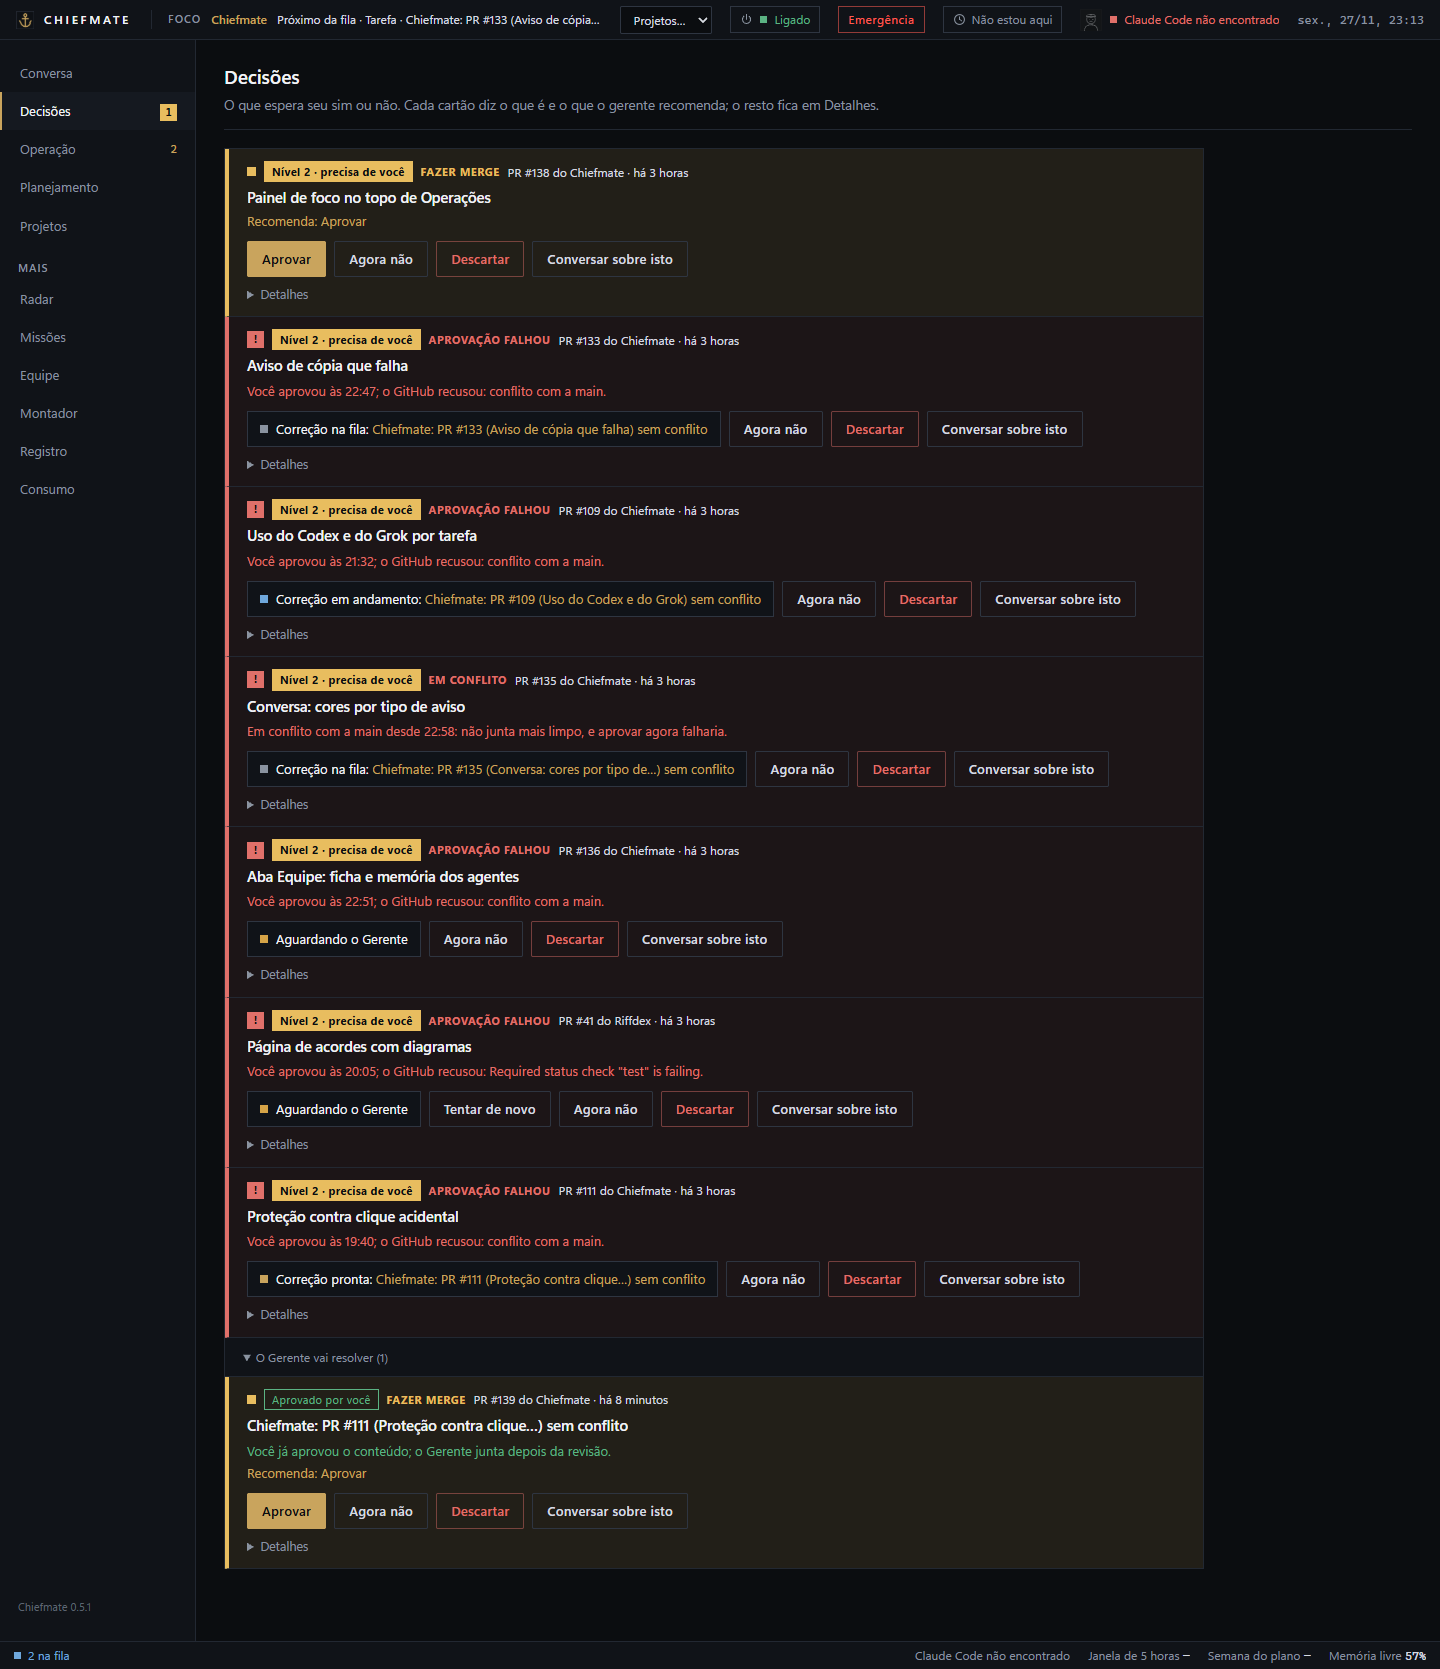 CHIEFMATE FOCO Chiefmate Próximo da fila · Tarefa · Chiefmate: PR #133 (Aviso de cópia... Projetos... Ligado Emergência Não estou aqui Claude Code não encontrado sex., 27/11, 23:13
Conversa
Decisões 1
Operação 2
Planejamento
Projetos
MAIS
Radar
Missões
Equipe
Montador
Registro
Consumo
Chiefmate 0.5.1
Decisões
O que espera seu sim ou não. Cada cartão diz o que é e o que o gerente recomenda; o resto fica em Detalhes.
Nível 2 · precisa de você FAZER MERGE PR #138 do Chiefmate · há 3 horas
Painel de foco no topo de Operações
Recomenda: Aprovar
Aprovar Agora não Descartar Conversar sobre isto
▶ Detalhes
! Nível 2 · precisa de você APROVAÇÃO FALHOU PR #133 do Chiefmate · há 3 horas
Aviso de cópia que falha
Você aprovou às 22:47; o GitHub recusou: conflito com a main.
Correção na fila: Chiefmate: PR #133 (Aviso de cópia que falha) sem conflito Agora não Descartar Conversar sobre isto
▶ Detalhes
! Nível 2 · precisa de você APROVAÇÃO FALHOU PR #109 do Chiefmate · há 3 horas
Uso do Codex e do Grok por tarefa
Você aprovou às 21:32; o GitHub recusou: conflito com a main.
Correção em andamento: Chiefmate: PR #109 (Uso do Codex e do Grok) sem conflito Agora não Descartar Conversar sobre isto
▶ Detalhes
! Nível 2 · precisa de você EM CONFLITO PR #135 do Chiefmate · há 3 horas
Conversa: cores por tipo de aviso
Em conflito com a main desde 22:58: não junta mais limpo, e aprovar agora falharia.
Correção na fila: Chiefmate: PR #135 (Conversa: cores por tipo de...) sem conflito Agora não Descartar Conversar sobre isto
▶ Detalhes
! Nível 2 · precisa de você APROVAÇÃO FALHOU PR #136 do Chiefmate · há 3 horas
Aba Equipe: ficha e memória dos agentes
Você aprovou às 22:51; o GitHub recusou: conflito com a main.
Aguardando o Gerente Agora não Descartar Conversar sobre isto
▶ Detalhes
! Nível 2 · precisa de você APROVAÇÃO FALHOU PR #41 do Riffdex · há 3 horas
Página de acordes com diagramas
Você aprovou às 20:05; o GitHub recusou: Required status check "test" is failing.
Aguardando o Gerente Tentar de novo Agora não Descartar Conversar sobre isto
▶ Detalhes
! Nível 2 · precisa de você APROVAÇÃO FALHOU PR #111 do Chiefmate · há 3 horas
Proteção contra clique acidental
Você aprovou às 19:40; o GitHub recusou: conflito com a main.
Correção pronta: Chiefmate: PR #111 (Proteção contra clique...) sem conflito Agora não Descartar Conversar sobre isto
▶ Detalhes
▼ O Gerente vai resolver (1)
Aprovado por você FAZER MERGE PR #139 do Chiefmate · há 8 minutos
Chiefmate: PR #111 (Proteção contra clique...) sem conflito
Você já aprovou o conteúdo; o Gerente junta depois da revisão.
Recomenda: Aprovar
Aprovar Agora não Descartar Conversar sobre isto
▶ Detalhes
2 na fila Claude Code não encontrado Janela de 5 horas — Semana do plano — Memória livre 57%